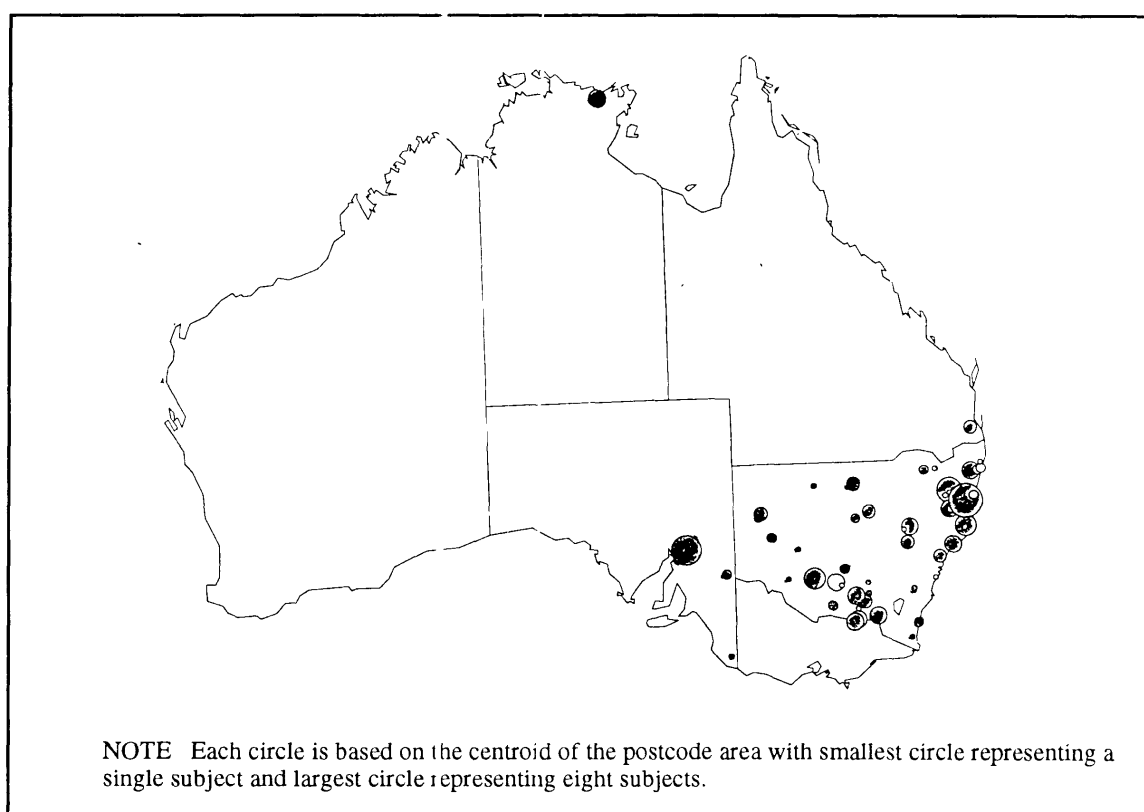 NOTE Each circle is based on the centroid of the postcode area with smallest circle representing a
single subject and largest circle representing eight subjects.